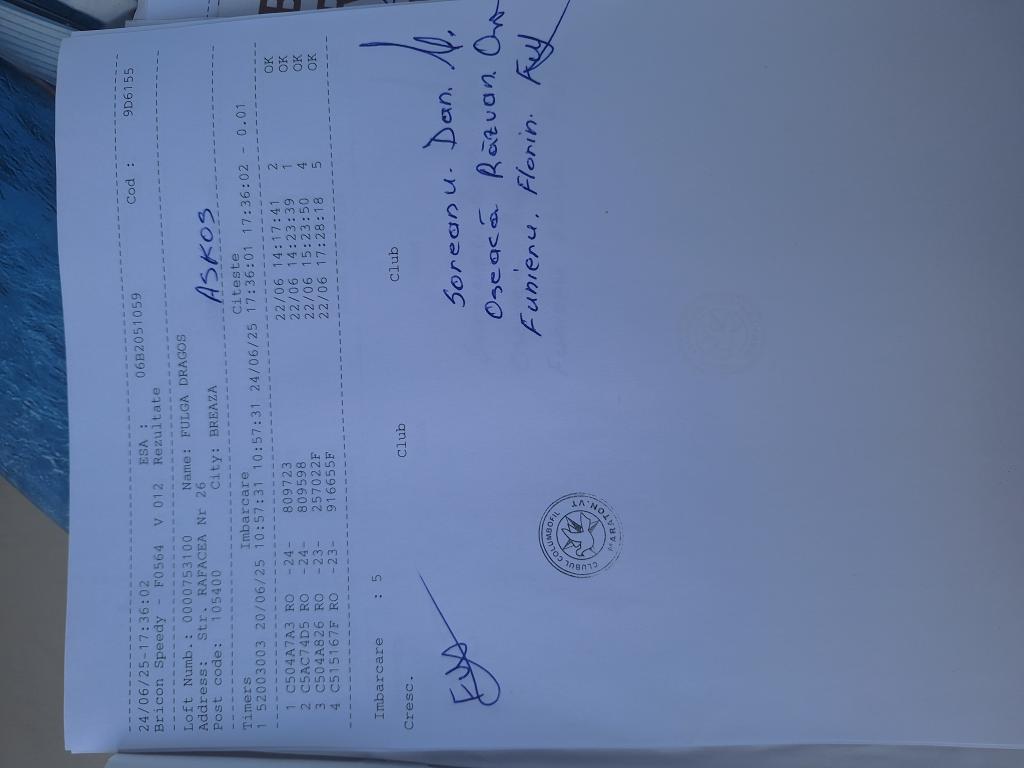 24/06/25-17:36:02 ESA : 06B2051059 Cod : 9D6155
Bricon Speedy - F0564 V 012 Rezultate
Loft Numb.: 0000753100 Name: FULGA DRAGOS
Address: Str. RAFACEA Nr 26
Post code: 105400 City: BREAZA
ASKOS
Timers Imbarcare Citeste
1 52003003 20/06/25 10:57:31 10:57:31 24/06/25 17:36:01 17:36:02 - 0.01
1 C504A7A3 RO -24- 809723 22/06 14:17:41 2 OK
2 C5AC74D5 RO -24- 809598 22/06 14:23:39 1 OK
3 C504A826 RO -23- 257022F 22/06 15:23:50 4 OK
4 C515167F RO -23- 916655F 22/06 17:28:18 5 OK
Imbarcare : 5
Cresc. Club Club
Soreanu. Dan.
Oseacă Răzvan
Funieru. Florin.
CLUBUL COLUMBOFIL
MARATON.VT